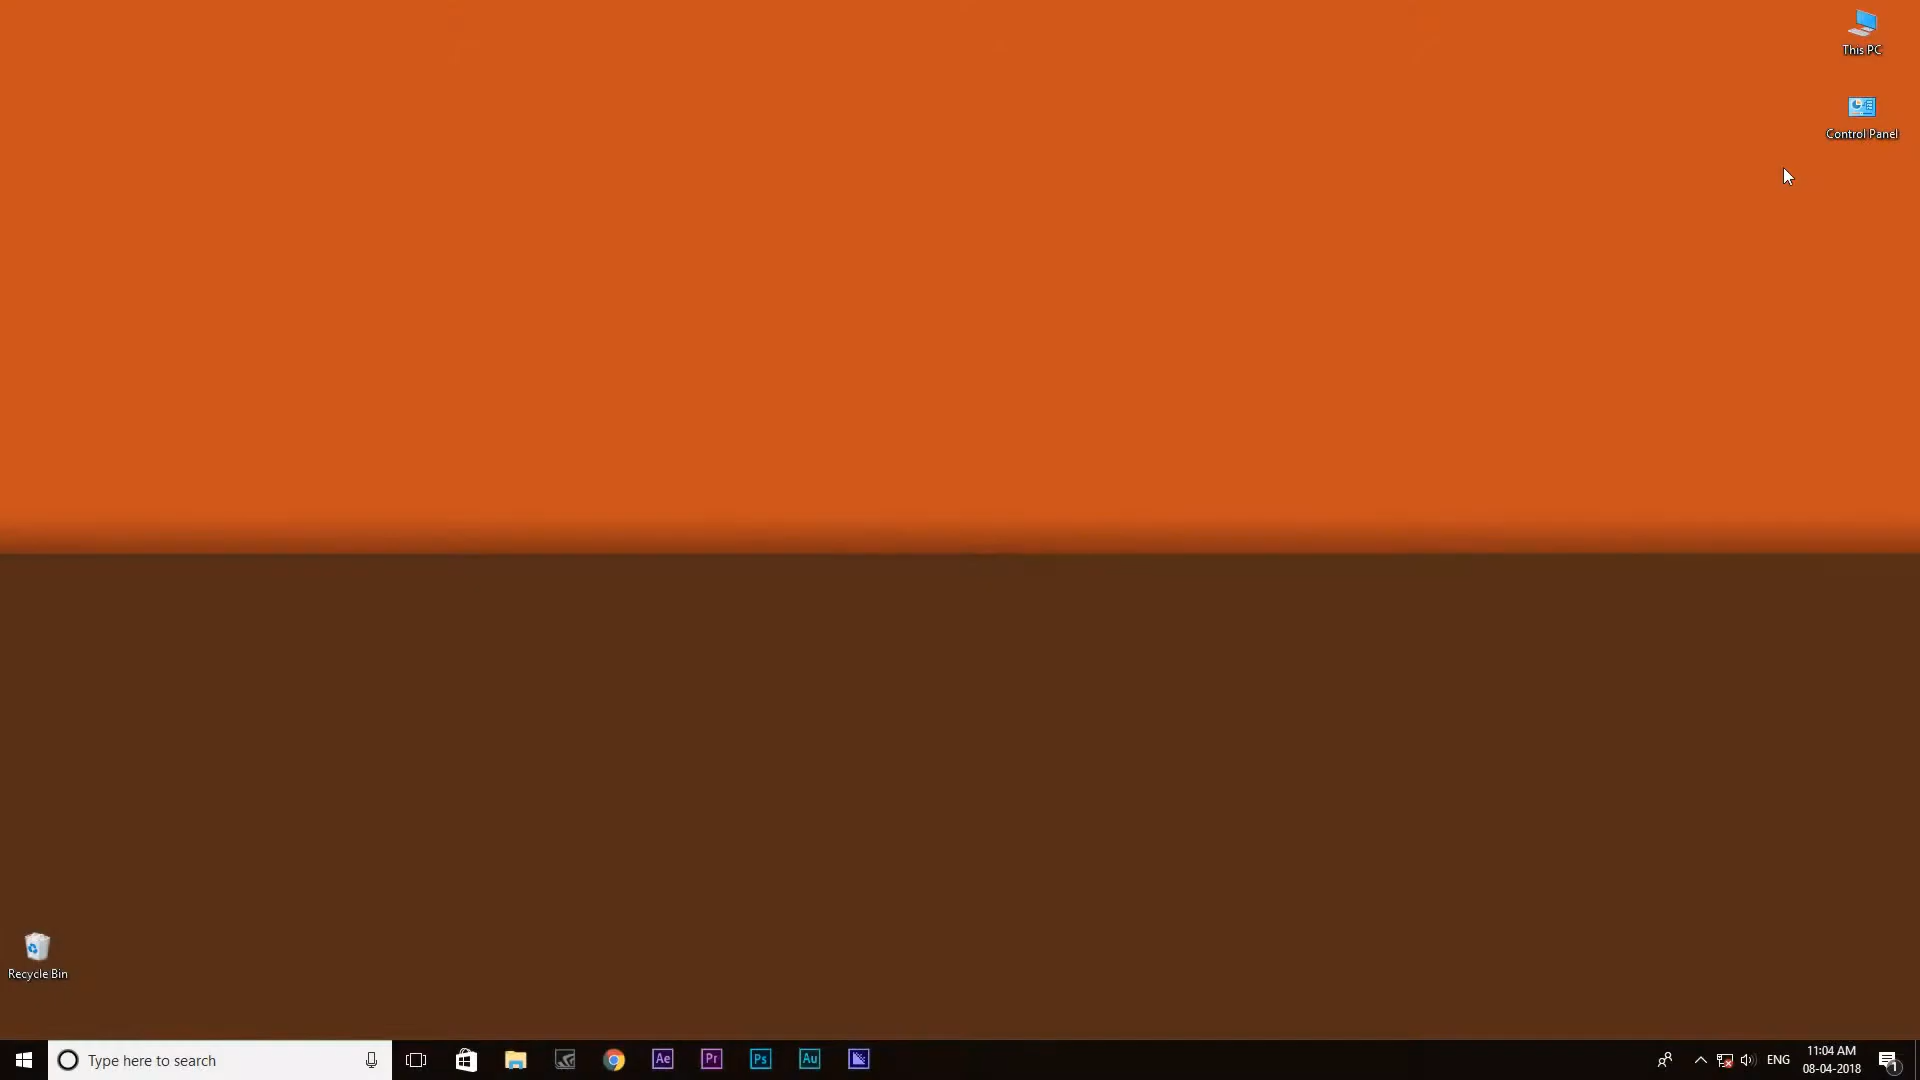 This PC
Control Panel
Recycle Bin
Type here to search
Ae
Pr
Ps
Au
ENG
11:04 AM
08-04-2018
1